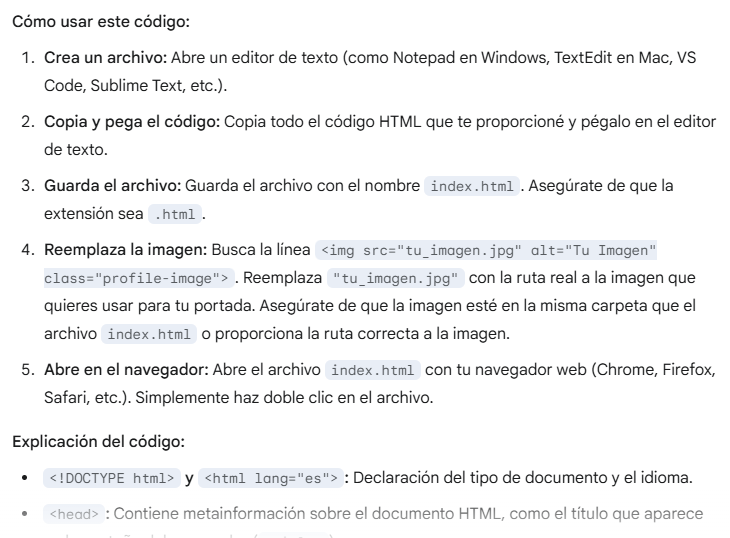 Cómo usar este código:
1. Crea un archivo: Abre un editor de texto (como Notepad en Windows, TextEdit en Mac, VS
Code, Sublime Text, etc.).
2. Copia y pega el código: Copia todo el código HTML que te proporcioné y pégalo en el editor
de texto.
3. Guarda el archivo: Guarda el archivo con el nombre index.html. Asegúrate de que la
extensión sea .html.
4. Reemplaza la imagen: Busca la línea <img src="tu_imagen.jpg" alt="Tu Imagen"
class="profile-image">. Reemplaza "tu_imagen.jpg" con la ruta real a la imagen que
quieres usar para tu portada. Asegúrate de que la imagen esté en la misma carpeta que el
archivo index.html o proporciona la ruta correcta a la imagen.
5. Abre en el navegador: Abre el archivo index.html con tu navegador web (Chrome, Firefox,
Safari, etc.). Simplemente haz doble clic en el archivo.
Explicación del código:
• <!DOCTYPE html> y <html lang="es">: Declaración del tipo de documento y el idioma.
• <head>: Contiene metainformación sobre el documento HTML, como el título que aparece